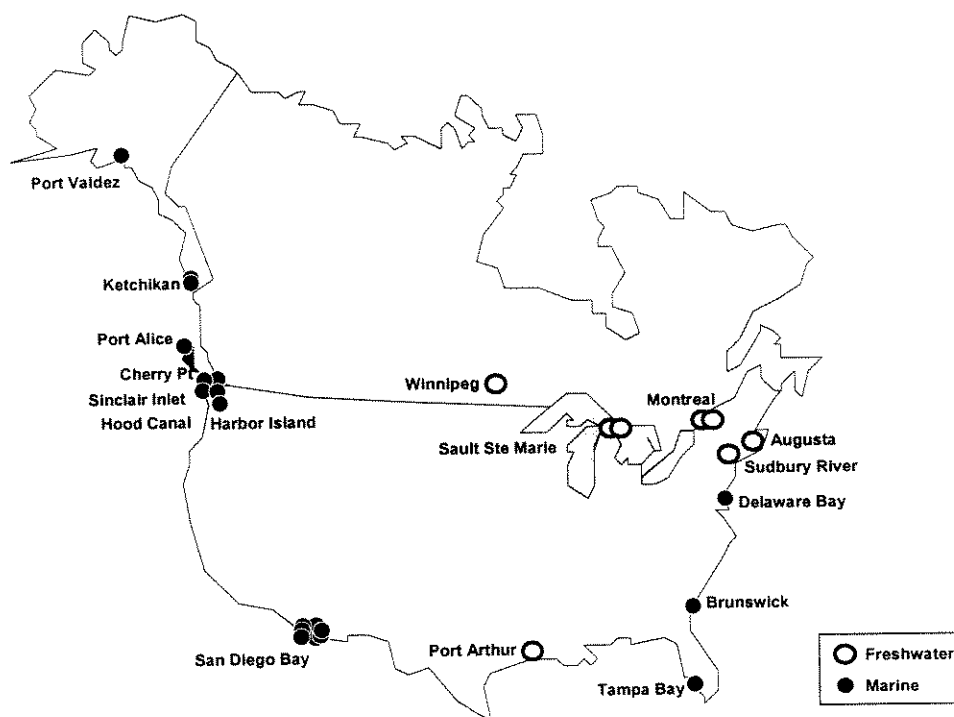 Port Valdez
Ketchikan
Port Alice
Cherry Pt
Sinclair Inlet
Hood Canal
Harbor Island
Winnipeg
Sault Ste Marie
Montreal
Augusta
Sudbury River
Delaware Bay
Brunswick
San Diego Bay
Port Arthur
Tampa Bay
Freshwater
Marine